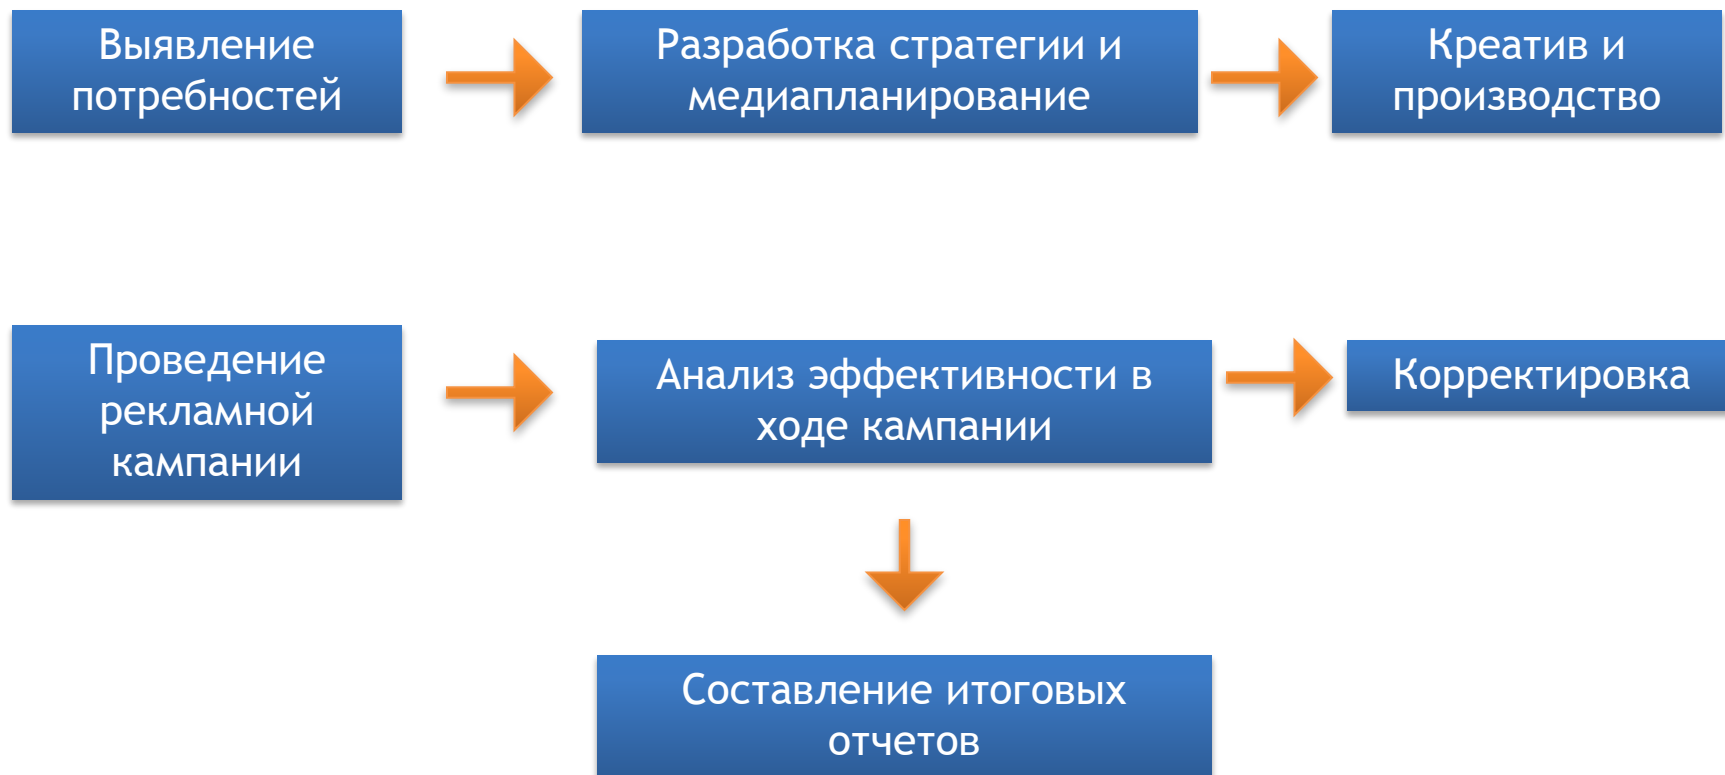 Выявление
потребностей
Разработка стратегии и
медиапланирование
Креатив и
производство
Проведение
рекламной
кампании
Анализ эффективности в
ходе кампании
Корректировка
Составление итоговых
отчетов